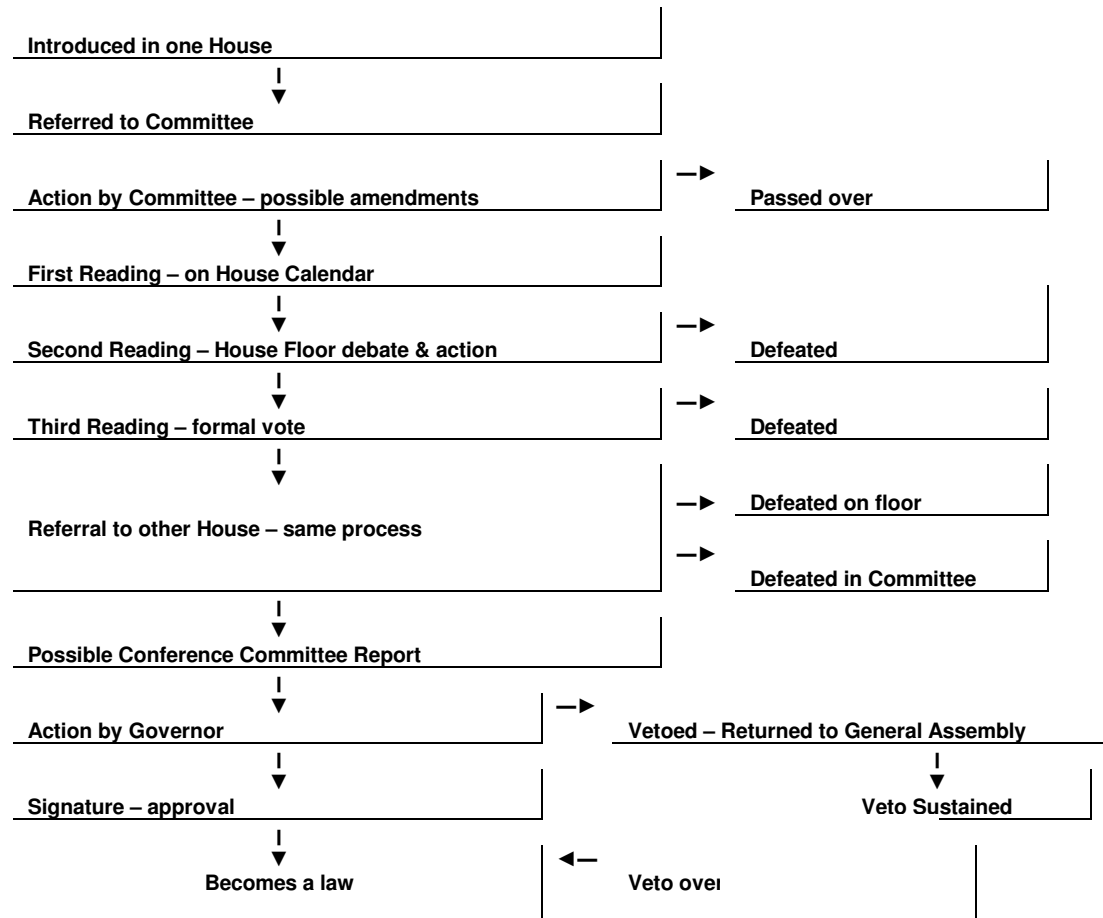 Introduced in one House
Referred to Committee
Action by Committee – possible amendments
Passed over
First Reading – on House Calendar
Second Reading – House Floor debate & action
Defeated
Third Reading – formal vote
Defeated
Referral to other House – same process
Defeated on floor
Defeated in Committee
Possible Conference Committee Report
Action by Governor
Vetoed – Returned to General Assembly
Signature – approval
Veto Sustained
Becomes a law
Veto over